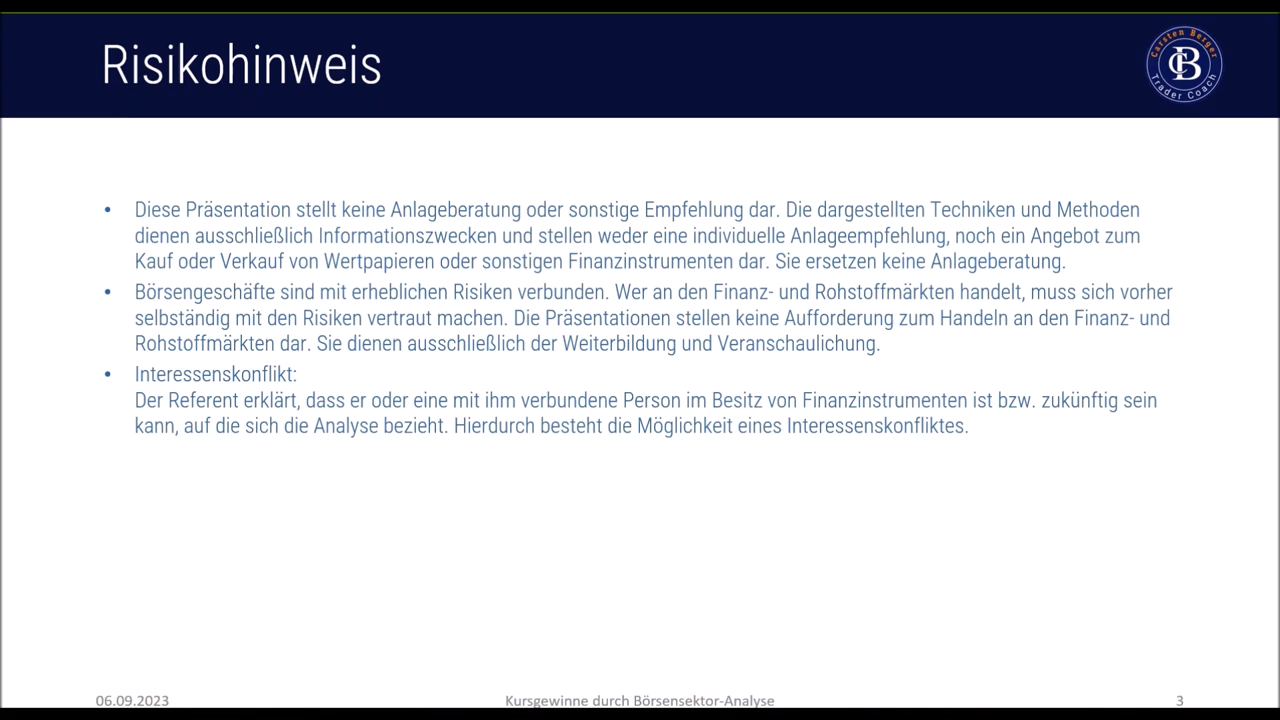 Risikohinweis
Carsten Berger
CB
Trader Coach
• Diese Präsentation stellt keine Anlageberatung oder sonstige Empfehlung dar. Die dargestellten Techniken und Methoden
dienen ausschließlich Informationszwecken und stellen weder eine individuelle Anlageempfehlung, noch ein Angebot zum
Kauf oder Verkauf von Wertpapieren oder sonstigen Finanzinstrumenten dar. Sie ersetzen keine Anlageberatung.
• Börsengeschäfte sind mit erheblichen Risiken verbunden. Wer an den Finanz- und Rohstoffmärkten handelt, muss sich vorher
selbständig mit den Risiken vertraut machen. Die Präsentationen stellen keine Aufforderung zum Handeln an den Finanz- und
Rohstoffmärkten dar. Sie dienen ausschließlich der Weiterbildung und Veranschaulichung.
• Interessenskonflikt:
Der Referent erklärt, dass er oder eine mit ihm verbundene Person im Besitz von Finanzinstrumenten ist bzw. zukünftig sein
kann, auf die sich die Analyse bezieht. Hierdurch besteht die Möglichkeit eines Interessenskonfliktes.
06.09.2023
Kursgewinne durch Börsensektor-Analyse
3